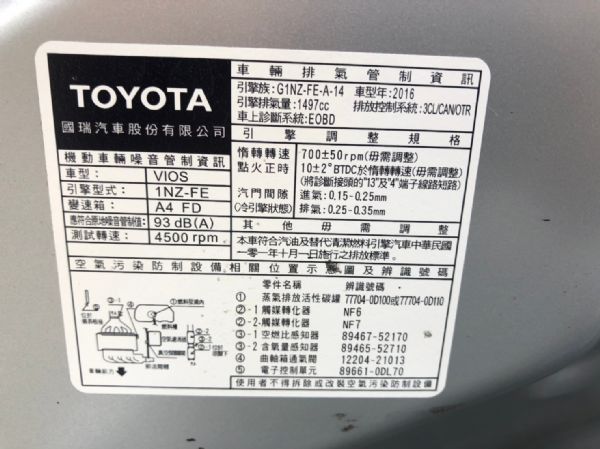 TOYOTA
國瑞汽車股份有限公司
機動車輛噪音管制資訊
車型: VIOS
引擎型式: 1NZ-FE
變速箱: A4 FD
應符合原地噪音管制值: 93 dB(A)
測試轉速: 4500 rpm
車輛排氣管制資訊
引擎族: G1NZ-FE-A-14 車型年: 2016
引擎排氣量: 1497cc 排放控制系統: 3CL/CAN/OTR
車上診斷系統: EOBD
引擎調整規格
惰轉轉速 700±50rpm(毋需調整)
點火正時 10±2°BTDC於惰轉轉速(毋需調整)
(將診斷接頭的"13"及"4"端子線路短路)
汽門間隙 進氣: 0.15-0.25mm
(冷引擎狀態) 排氣: 0.25-0.35mm
其他毋需調整
本車符合汽油及替代清潔燃料引擎汽車中華民國
一零一年十月一日施行之排放標準。
空氣污染防制設備相關位置示意圖及辨識號碼
零件名稱 辨識號碼
① 蒸氣排放活性碳罐 77704-0D100或77704-0D110
②-1 觸媒轉化器 NF6
②-2 觸媒轉化器 NF7
③-1 空燃比感知器 89467-52170
③-2 含氧量感知器 89465-52710
④ 曲軸箱通氣閥 12204-21013
⑤ 電子控制單元 89661-0DL70
使用者不得拆除或改裝空氣污染防制設備